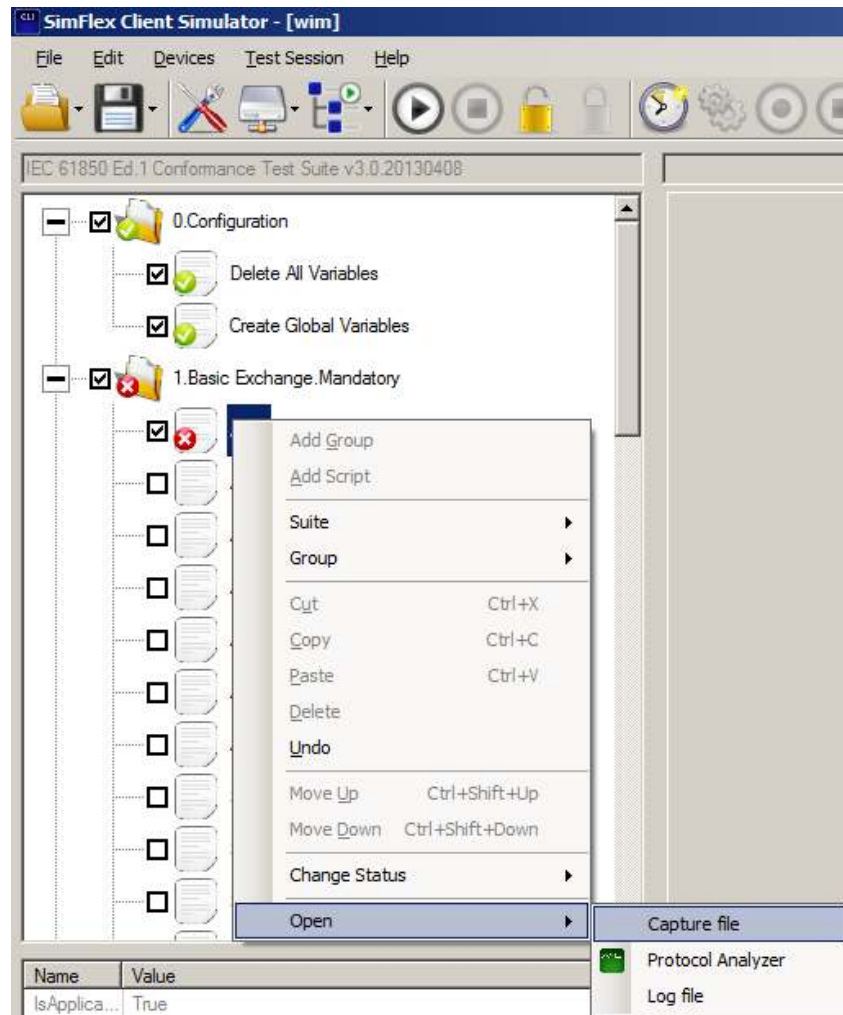 SimFlex Client Simulator - [wim]
File Edit Devices Test Session Help
IEC 61850 Ed.1 Conformance Test Suite v3.0.20130408
0.Configuration
Delete All Variables
Create Global Variables
1.Basic Exchange.Mandatory
Add Group
Add Script
Suite
Group
Cut Ctrl+X
Copy Ctrl+C
Paste Ctrl+V
Delete
Undo
Move Up Ctrl+Shift+Up
Move Down Ctrl+Shift+Down
Change Status
Open
Capture file
Protocol Analyzer
Log file
Name Value
IsApplica... True